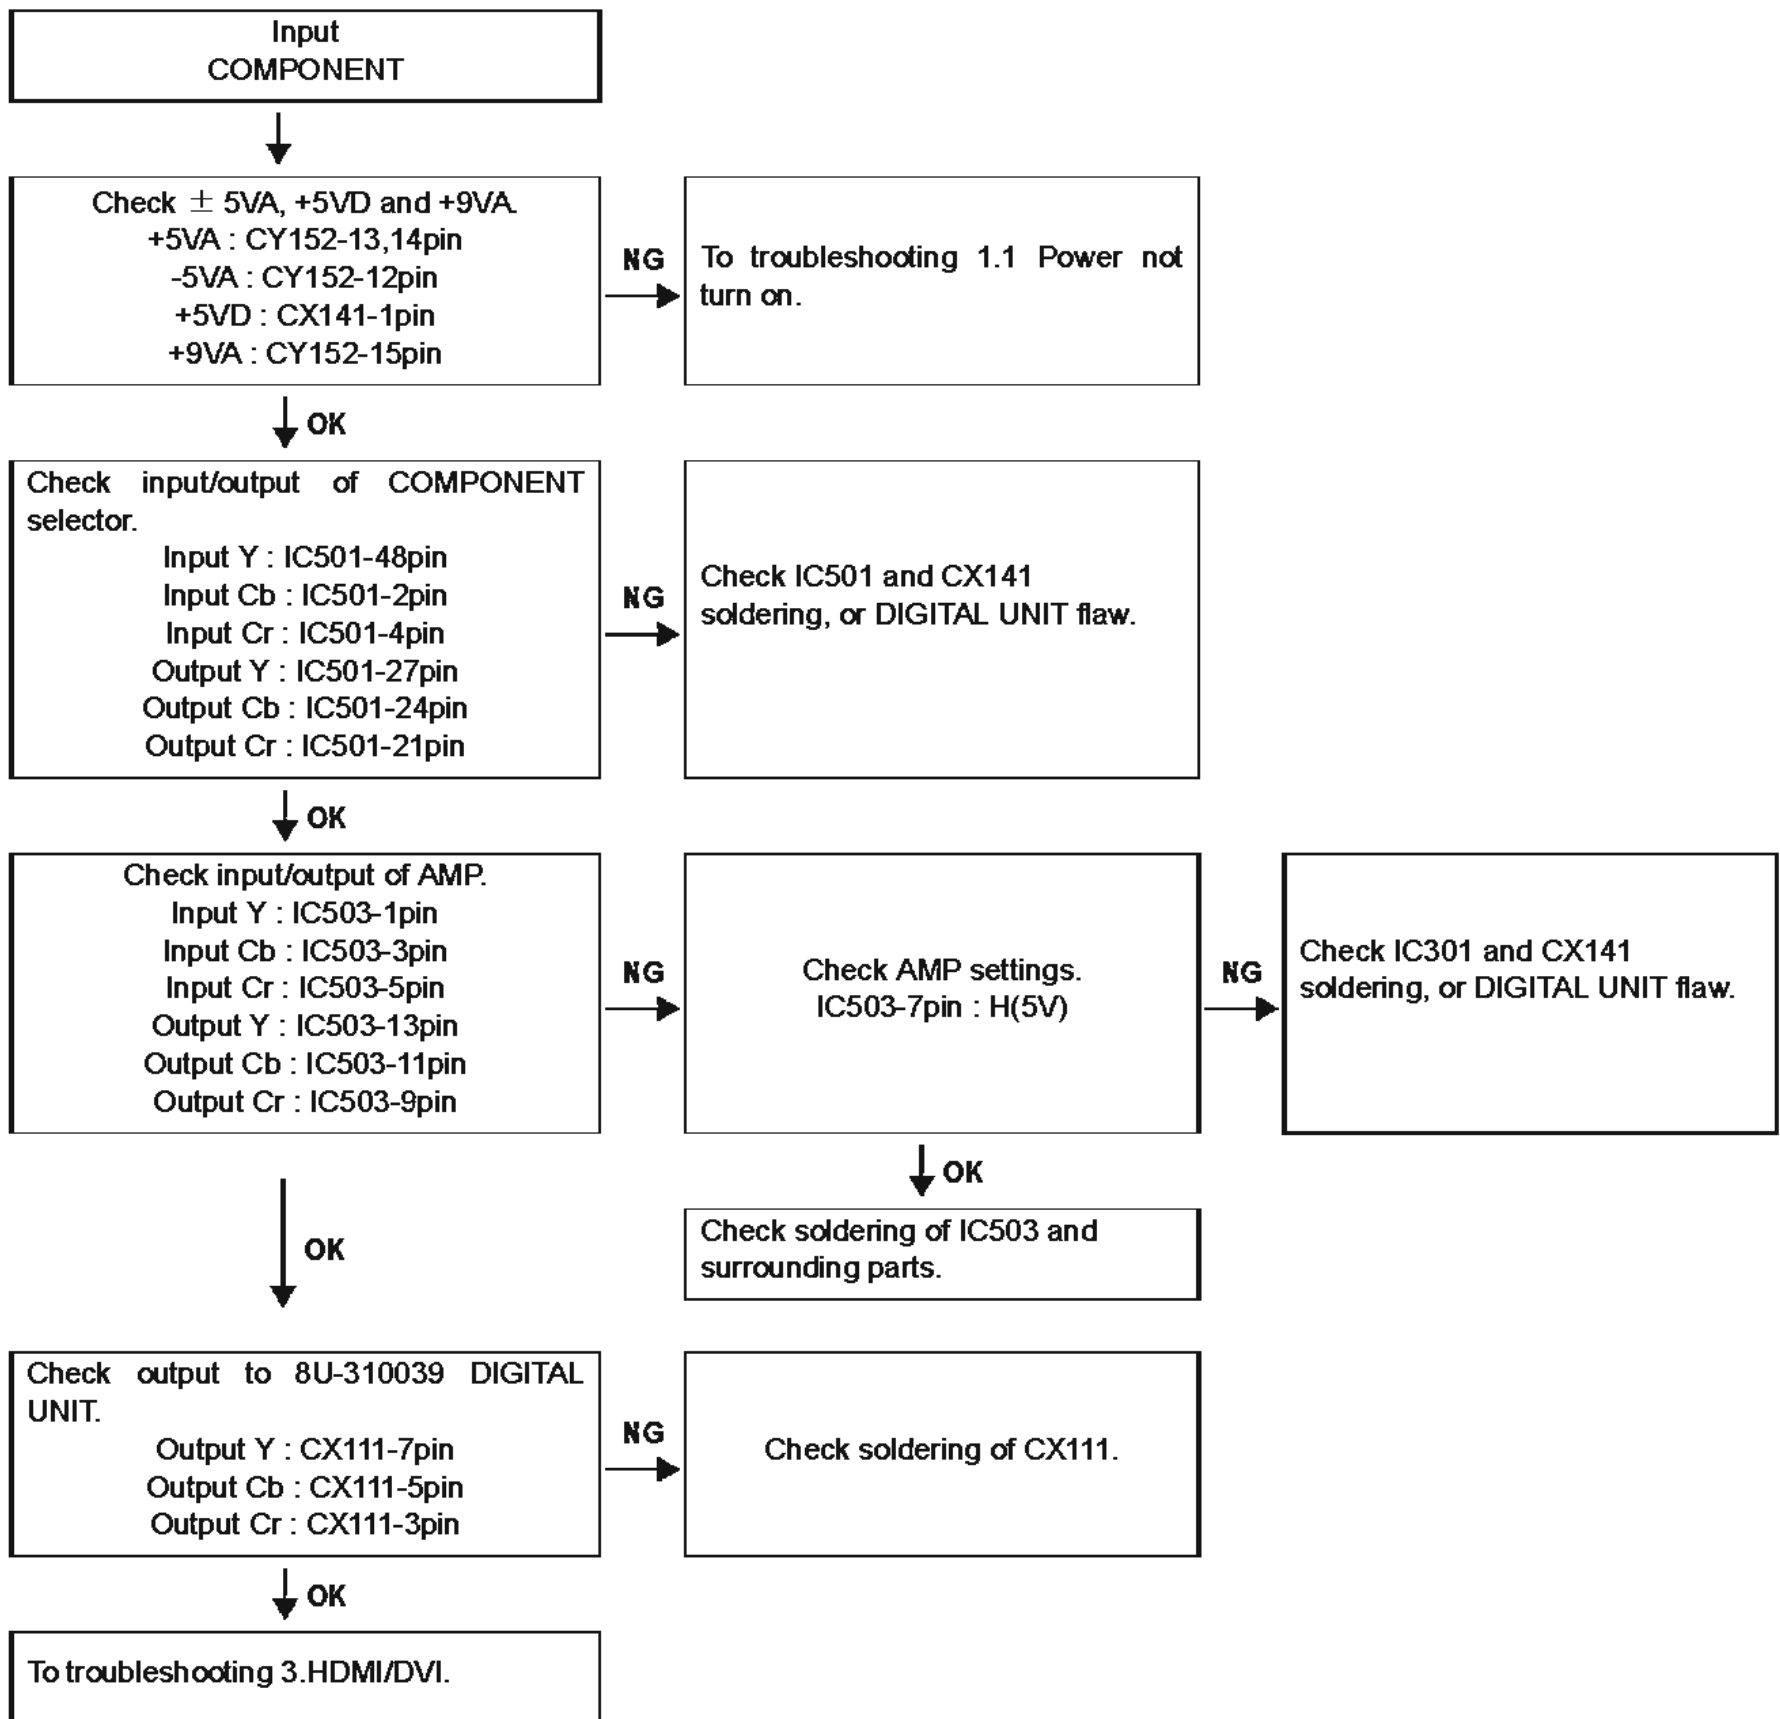 Input
COMPONENT
Check ± 5VA, +5VD and +9VA.
+5VA : CY152-13,14pin
-5VA : CY152-12pin
+5VD : CX141-1pin
+9VA : CY152-15pin
NG
To troubleshooting 1.1 Power not
turn on.
OK
Check input/output of COMPONENT
selector.
Input Y : IC501-48pin
Input Cb : IC501-2pin
Input Cr : IC501-4pin
Output Y : IC501-27pin
Output Cb : IC501-24pin
Output Cr : IC501-21pin
NG
Check IC501 and CX141
soldering, or DIGITAL UNIT flaw.
OK
Check input/output of AMP.
Input Y : IC503-1pin
Input Cb : IC503-3pin
Input Cr : IC503-5pin
Output Y : IC503-13pin
Output Cb : IC503-11pin
Output Cr : IC503-9pin
NG
Check AMP settings.
IC503-7pin : H(5V)
NG
Check IC301 and CX141
soldering, or DIGITAL UNIT flaw.
OK
Check soldering of IC503 and
surrounding parts.
OK
Check output to 8U-310039 DIGITAL
UNIT.
Output Y : CX111-7pin
Output Cb : CX111-5pin
Output Cr : CX111-3pin
NG
Check soldering of CX111.
OK
To troubleshooting 3.HDMI/DVI.